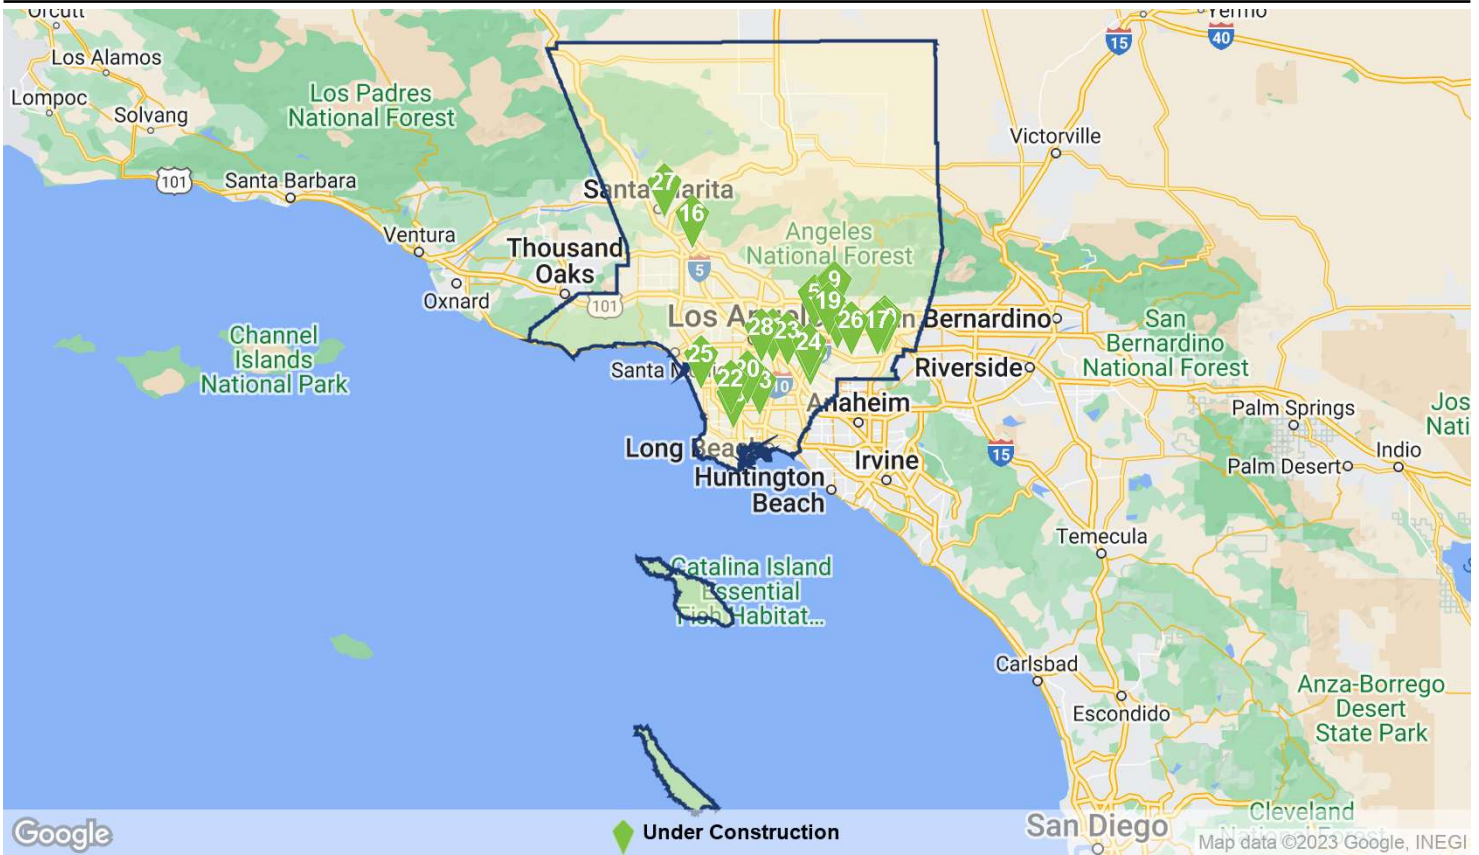 Orcutt
Yermo
15
40
Los Alamos
Lompoc
Solvang
Los Padres
National Forest
Victorville
101
Santa Barbara
27
Santa Clarita
16
Ventura
Angeles
National Forest
Thousand
Oaks
5
9
5
19
Oxnard
101
Los Angeles
28
23
24
26
17
Bernardino
San
Bernardino
National Forest
Channel
Islands
National Park
25
Santa M
20
22
3
10
Riverside
Anaheim
Palm Springs
Jos
Nati
Long Beach
Irvine
15
Indio
Palm Desert
Huntington
Beach
Temecula
Catalina Island
Essential
Fish Habitat...
Carlsbad
Escondido
Anza-Borrego
Desert
State Park
Cleveland
San Diego
Google
Under Construction
Map data ©2023 Google, INEGI